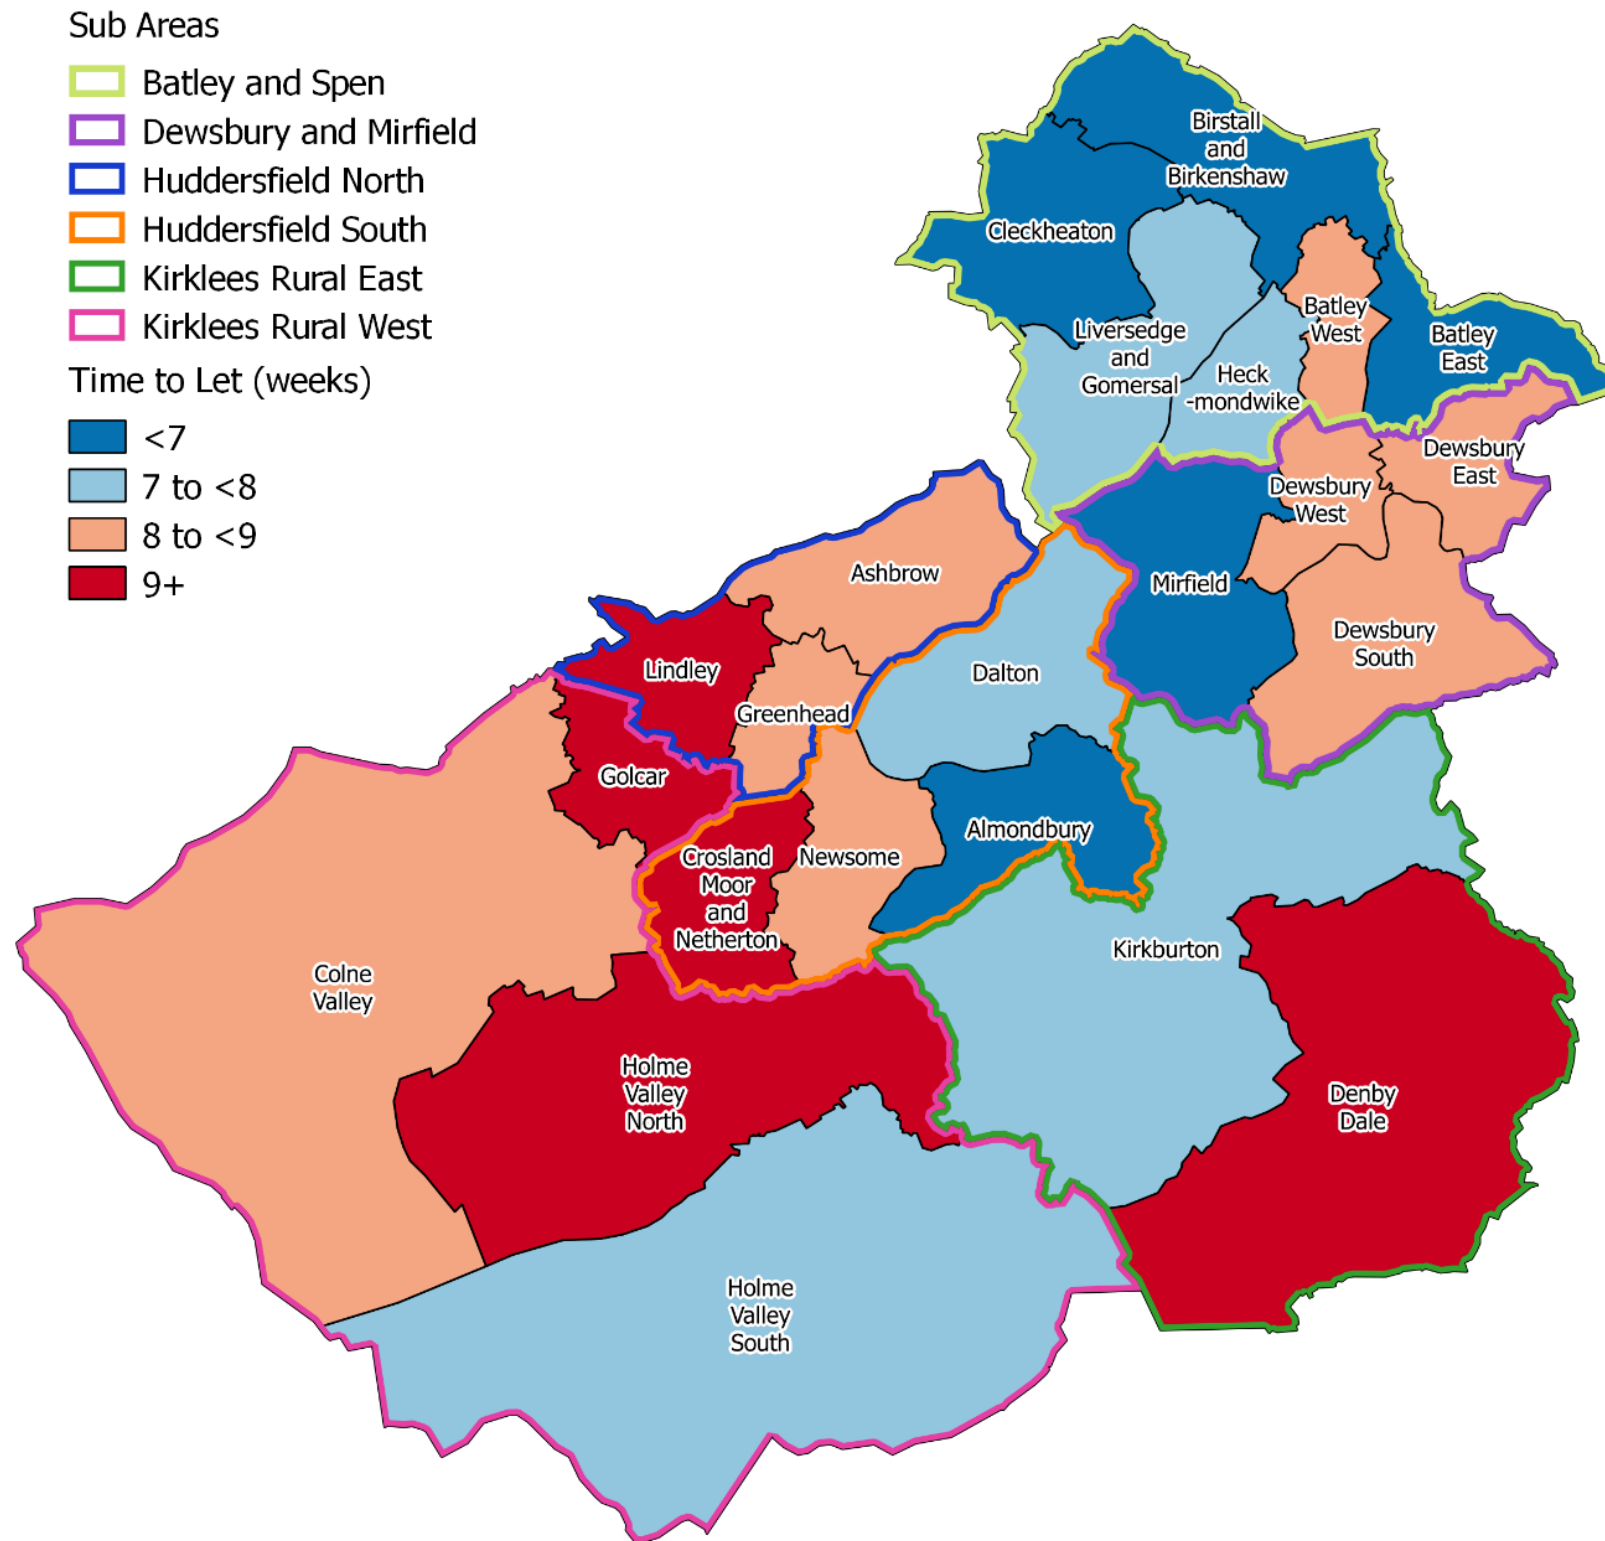 Sub Areas
Batley and Spen
Dewsbury and Mirfield
Huddersfield North
Huddersfield South
Kirklees Rural East
Kirklees Rural West
Time to Let (weeks)
<7
7 to <8
8 to <9
9+
Birstall
and
Birkenshaw
Cleckheaton
Batley
West
Batley
East
Liversedge
and
Gomersal
Heck
-mondwike
Dewsbury
East
Dewsbury
West
Mirfield
Dewsbury
South
Ashbrow
Dalton
Lindley
Greenhead
Golcar
Almondbury
Crosland
Moor
and
Netherton
Newsome
Kirkburton
Colne
Valley
Holme
Valley
North
Denby
Dale
Holme
Valley
South